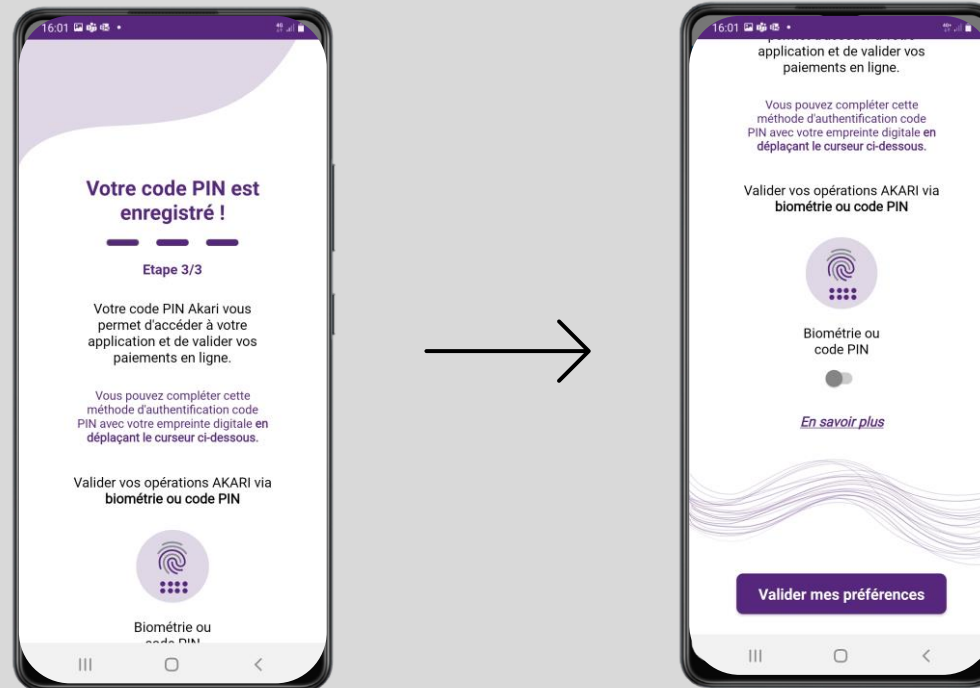 16:01
Votre code PIN est
enregistré !
Etape 3/3
Votre code PIN Akari vous
permet d'accéder à votre
application et de valider vos
paiements en ligne.
Vous pouvez compléter cette
méthode d'authentification code
PIN avec votre empreinte digitale en
déplaçant le curseur ci-dessous.
Valider vos opérations AKARI via
biométrie ou code PIN
Biométrie ou
code PIN
16:01
permet d'accéder à votre
application et de valider vos
paiements en ligne.
Vous pouvez compléter cette
méthode d'authentification code
PIN avec votre empreinte digitale en
déplaçant le curseur ci-dessous.
Valider vos opérations AKARI via
biométrie ou code PIN
Biométrie ou
code PIN
En savoir plus
Valider mes préférences